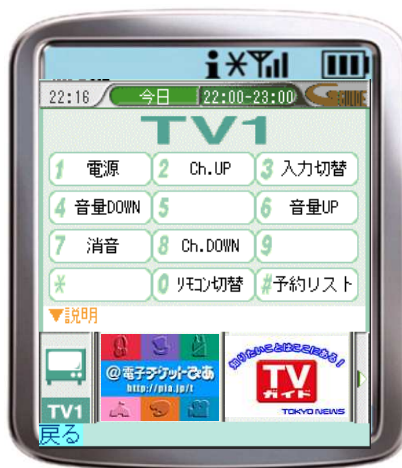 22:16 今日 22:00-23:00 G GUIDE
TV1
1 電源 2 Ch.UP 3 入力切替
4 音量DOWN 5 6 音量UP
7 消音 8 Ch.DOWN 9
* 0 リモコン切替 #予約リスト
▼説明
@電子チケットぴあ
http://pia.jp/t
知りたいことはここにある!
TVガイド
TOKYO NEWS
TV1
戻る